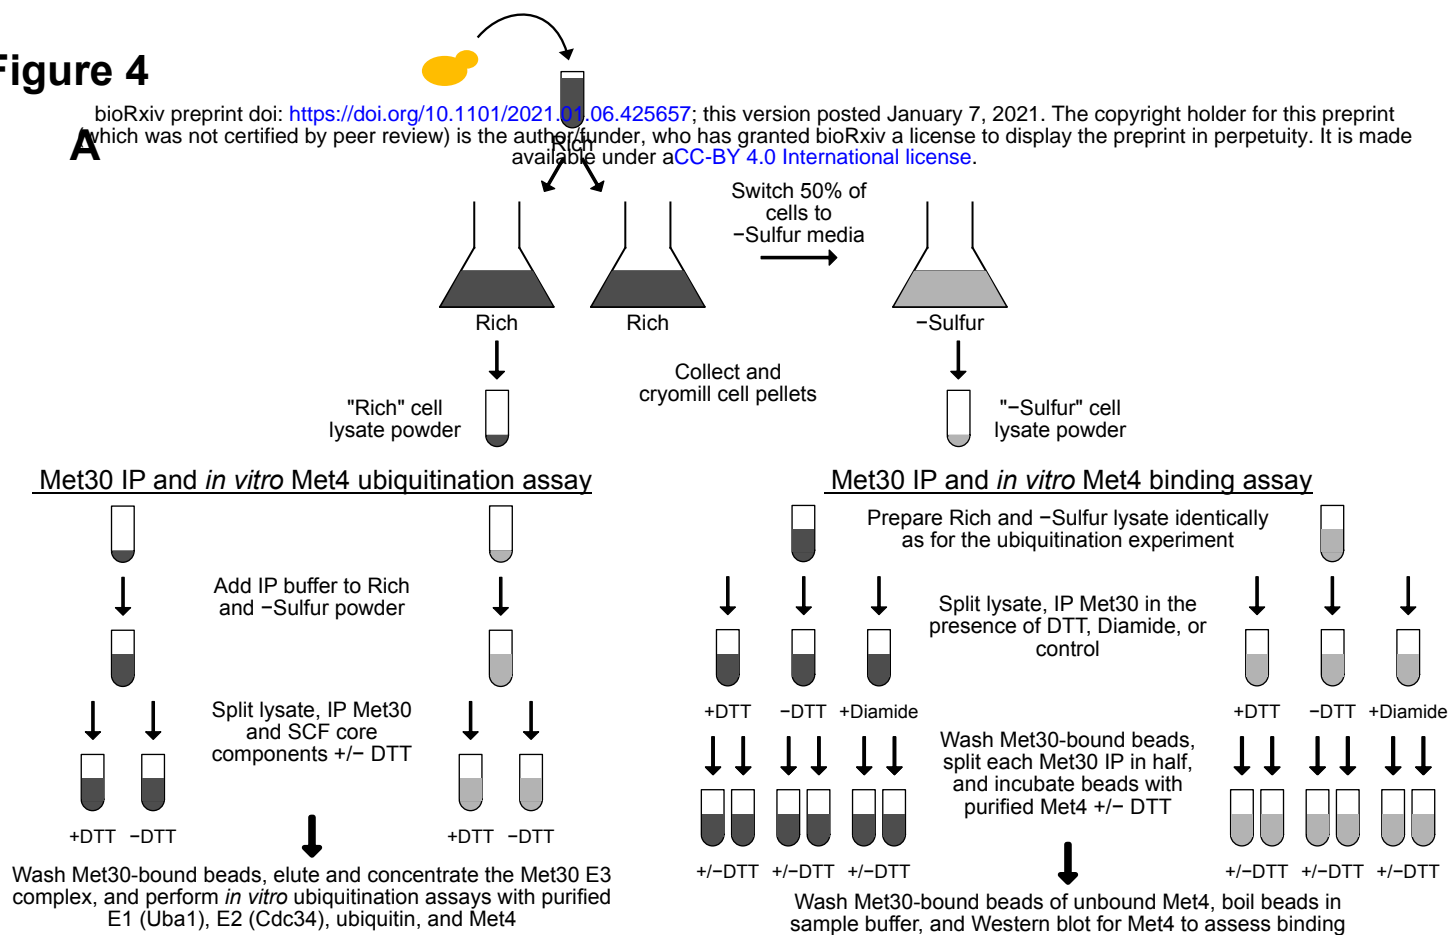 Figure 4
bioRxiv preprint doi: https://doi.org/10.1101/2021.01.06.425657; this version posted January 7, 2021. The copyright holder for this preprint
(which was not certified by peer review) is the author/funder, who has granted bioRxiv a license to display the preprint in perpetuity. It is made
available under aCC-BY 4.0 International license.
A
Rich
Switch 50% of
cells to
−Sulfur media
Rich
Rich
−Sulfur
Collect and
cryomill cell pellets
"Rich" cell
lysate powder
"−Sulfur" cell
lysate powder
Met30 IP and in vitro Met4 ubiquitination assay
Add IP buffer to Rich
and −Sulfur powder
Split lysate, IP Met30
and SCF core
components +/− DTT
+DTT −DTT
+DTT −DTT
Wash Met30-bound beads, elute and concentrate the Met30 E3
complex, and perform in vitro ubiquitination assays with purified
E1 (Uba1), E2 (Cdc34), ubiquitin, and Met4
Met30 IP and in vitro Met4 binding assay
Prepare Rich and −Sulfur lysate identically
as for the ubiquitination experiment
Split lysate, IP Met30 in the
presence of DTT, Diamide, or
control
+DTT −DTT +Diamide
+DTT −DTT +Diamide
Wash Met30-bound beads,
split each Met30 IP in half,
and incubate beads with
purified Met4 +/− DTT
+/−DTT +/−DTT +/−DTT
+/−DTT +/−DTT +/−DTT
Wash Met30-bound beads of unbound Met4, boil beads in
sample buffer, and Western blot for Met4 to assess binding